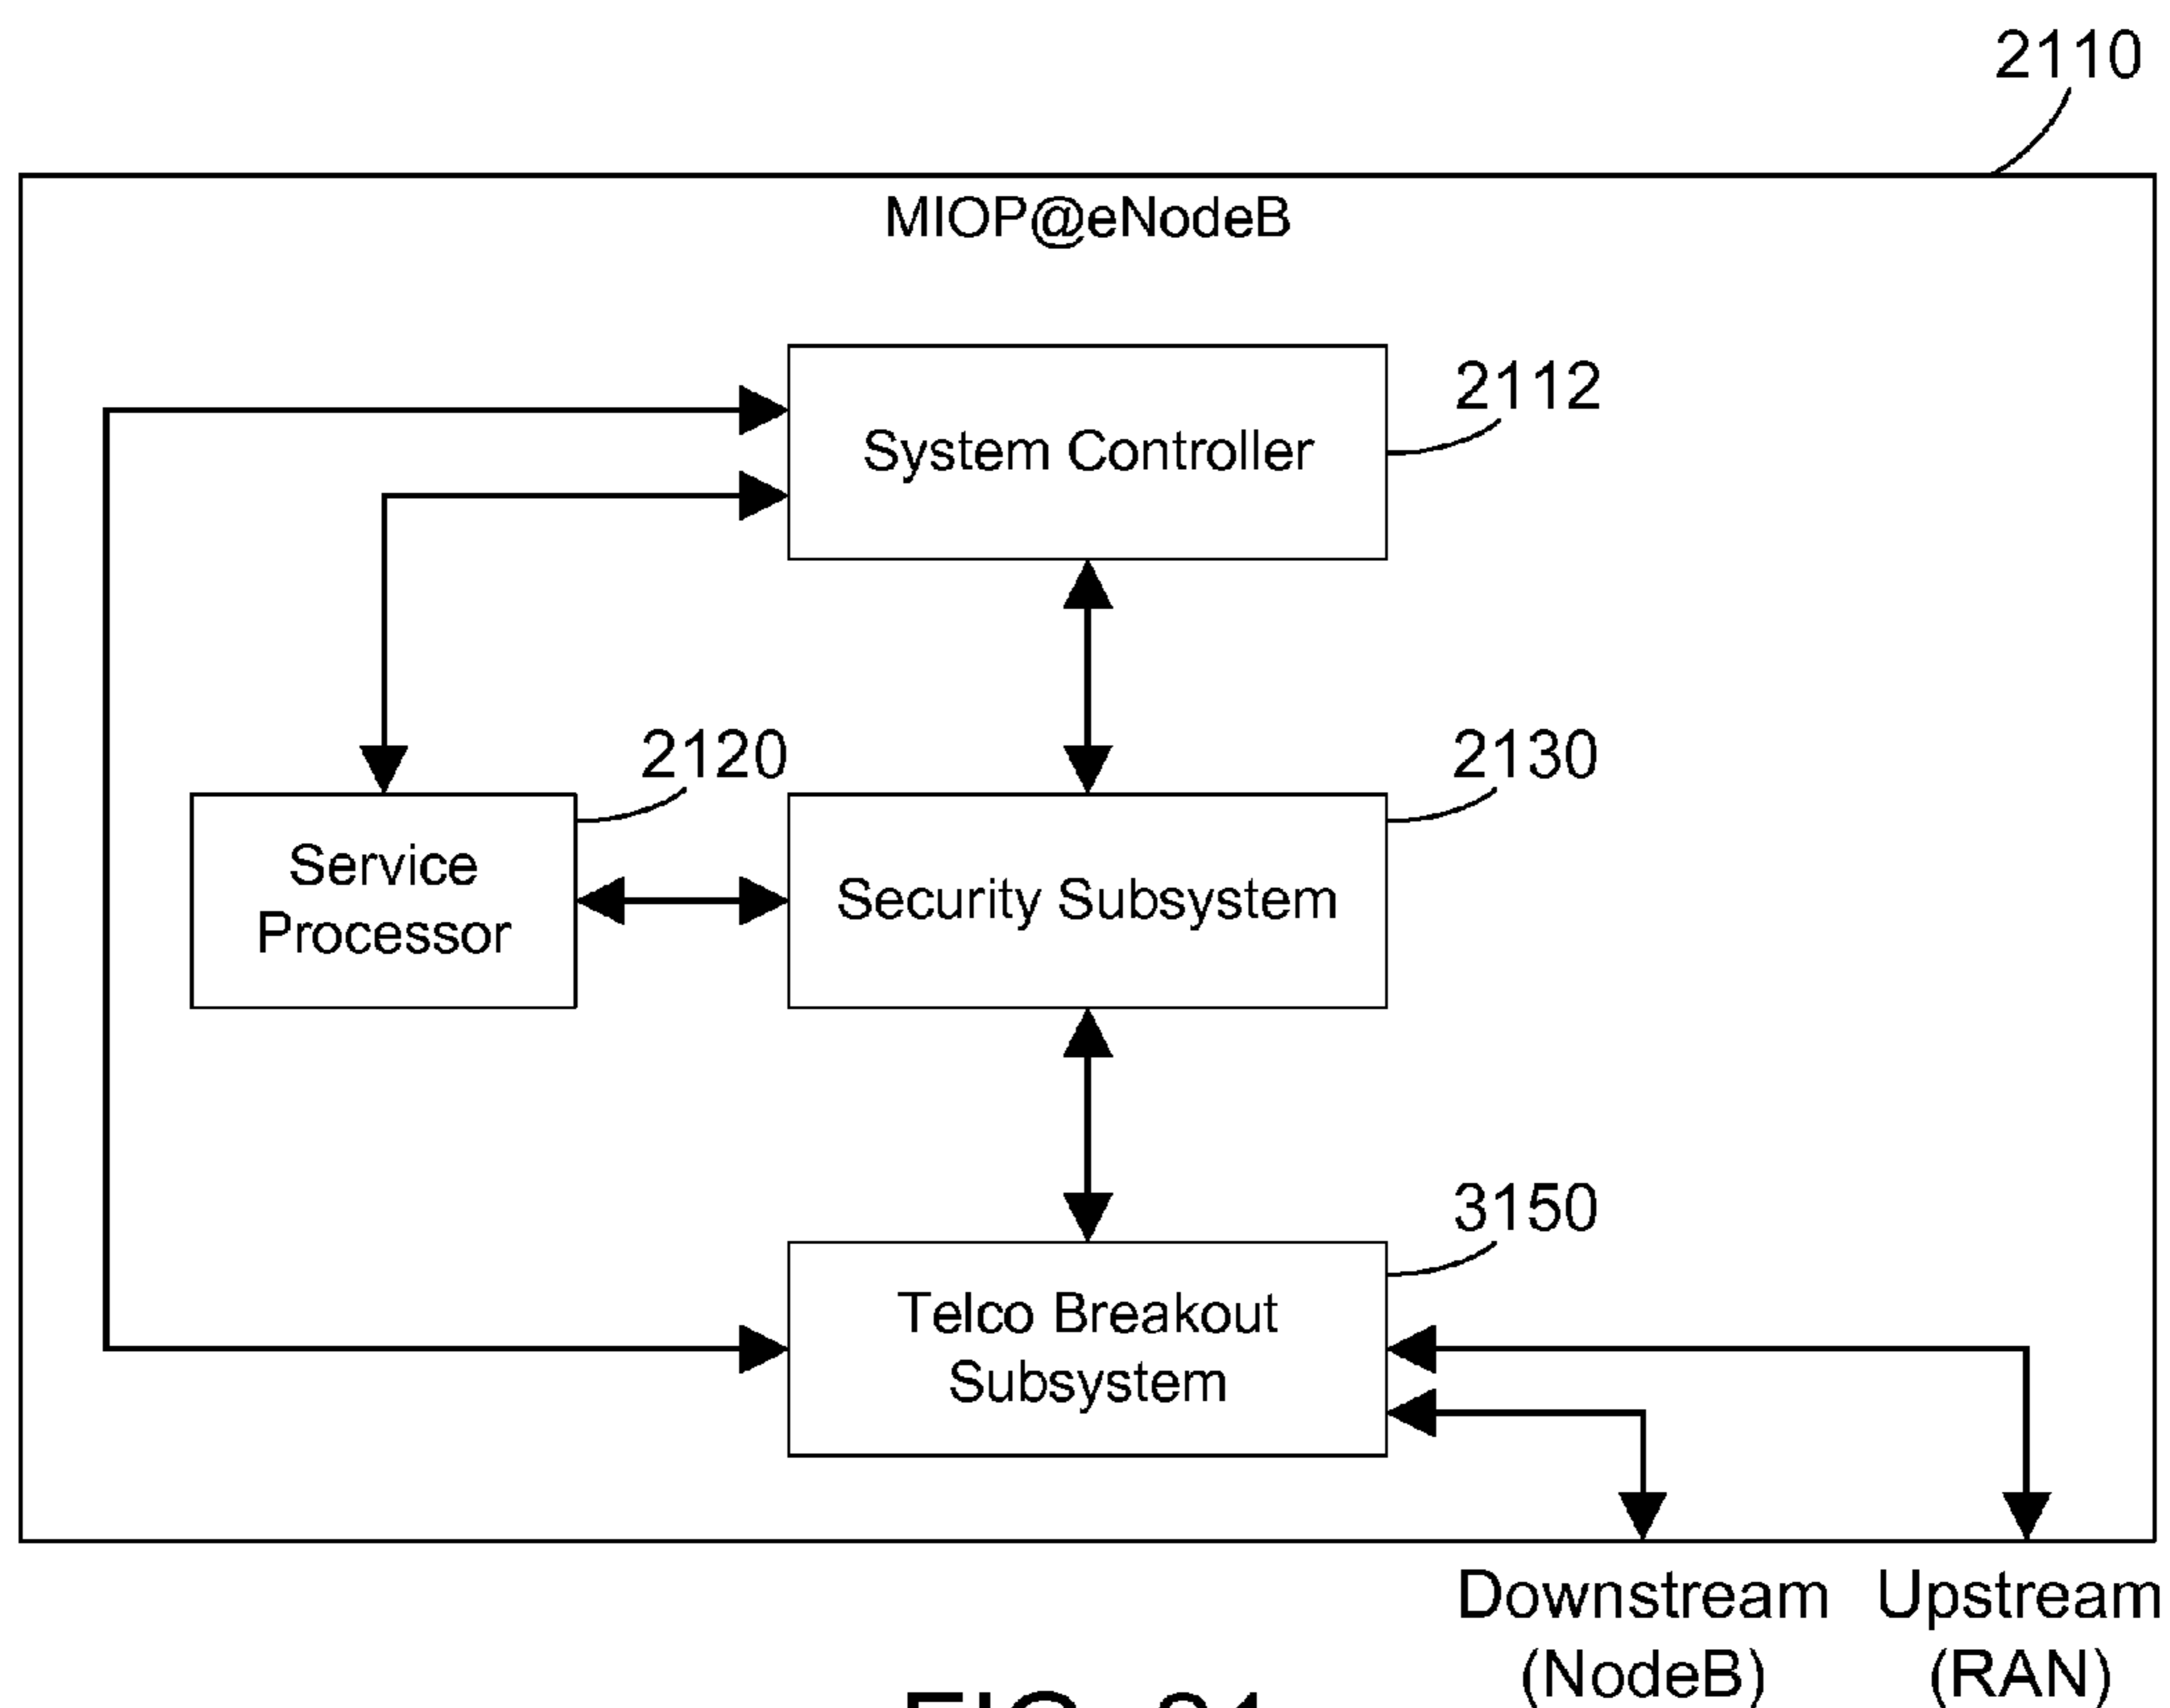 2110
MIOP@eNodeB
2112
System Controller
2120
2130
Service
Processor
Security Subsystem
3150
Telco Breakout
Subsystem
Downstream
(NodeB)
Upstream
(RAN)